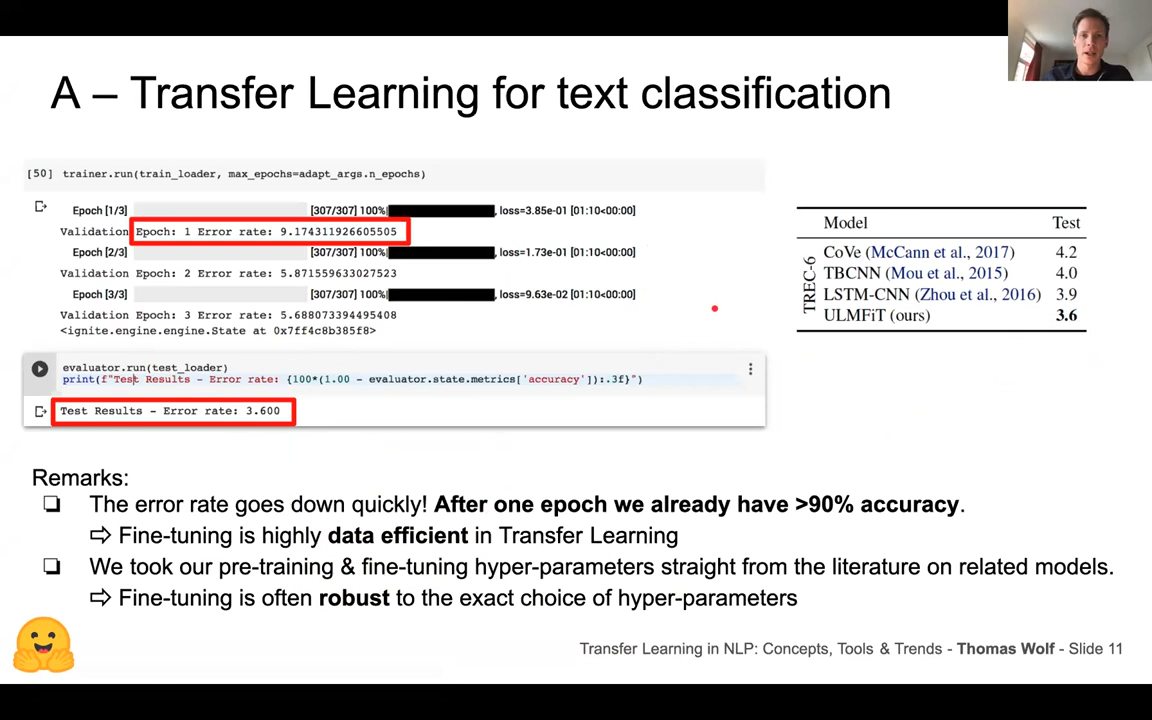 A – Transfer Learning for text classification
[50] trainer.run(train_loader, max_epochs=adapt_args.n_epochs)
Epoch [1/3] [307/307] 100%|, loss=3.85e-01 [01:10<00:00]
Validation Epoch: 1 Error rate: 9.174311926605505
Epoch [2/3] [307/307] 100%|, loss=1.73e-01 [01:10<00:00]
Validation Epoch: 2 Error rate: 5.871559633027523
Epoch [3/3] [307/307] 100%|, loss=9.63e-02 [01:10<00:00]
Validation Epoch: 3 Error rate: 5.688073394495408
<ignite.engine.engine.State at 0x7ff4c8b385f8>
evaluator.run(test_loader)
print(f"Test Results - Error rate: {100*(1.00 - evaluator.state.metrics['accuracy']):.3f}")
Test Results - Error rate: 3.600
Model Test
TREC-6
CoVe (McCann et al., 2017) 4.2
TBCNN (Mou et al., 2015) 4.0
LSTM-CNN (Zhou et al., 2016) 3.9
ULMFiT (ours) 3.6
Remarks:
❏ The error rate goes down quickly! After one epoch we already have >90% accuracy.
⇨ Fine-tuning is highly data efficient in Transfer Learning
❏ We took our pre-training & fine-tuning hyper-parameters straight from the literature on related models.
⇨ Fine-tuning is often robust to the exact choice of hyper-parameters
Transfer Learning in NLP: Concepts, Tools & Trends - Thomas Wolf - Slide 11